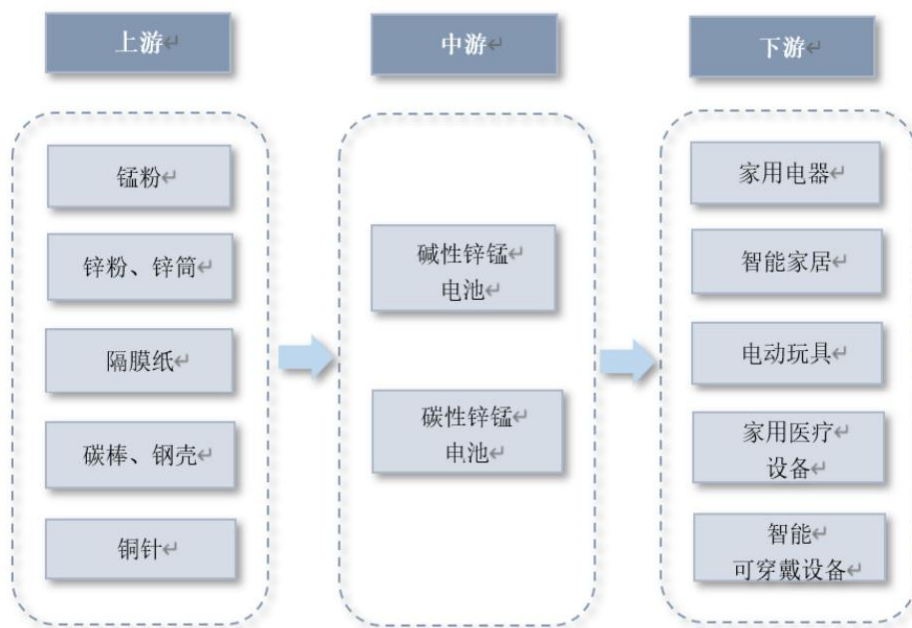 上游
中游
下游
锰粉
锌粉、锌筒
隔膜纸
碳棒、钢壳
铜针
碱性锌锰
电池
碳性锌锰
电池
家用电器
智能家居
电动玩具
家用医疗
设备
智能
可穿戴设备